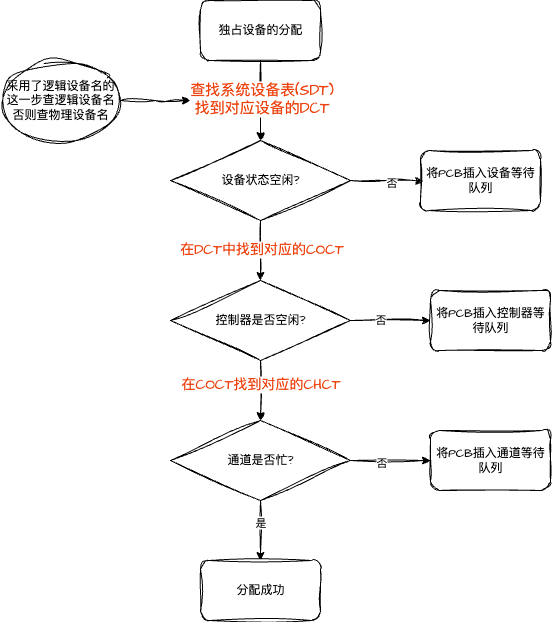 独占设备的分配
采用了逻辑设备名的
这一步查逻辑设备名
否则查物理设备名
查找系统设备表(SDT)
找到对应设备的DCT
设备状态空闲?
否
将PCB插入设备等待
队列
在DCT中找到对应的COCT
控制器是否空闲?
否
将PCB插入控制器等
待队列
在COCT找到对应的CHCT
通道是否忙?
否
将PCB插入通道等待
队列
是
分配成功